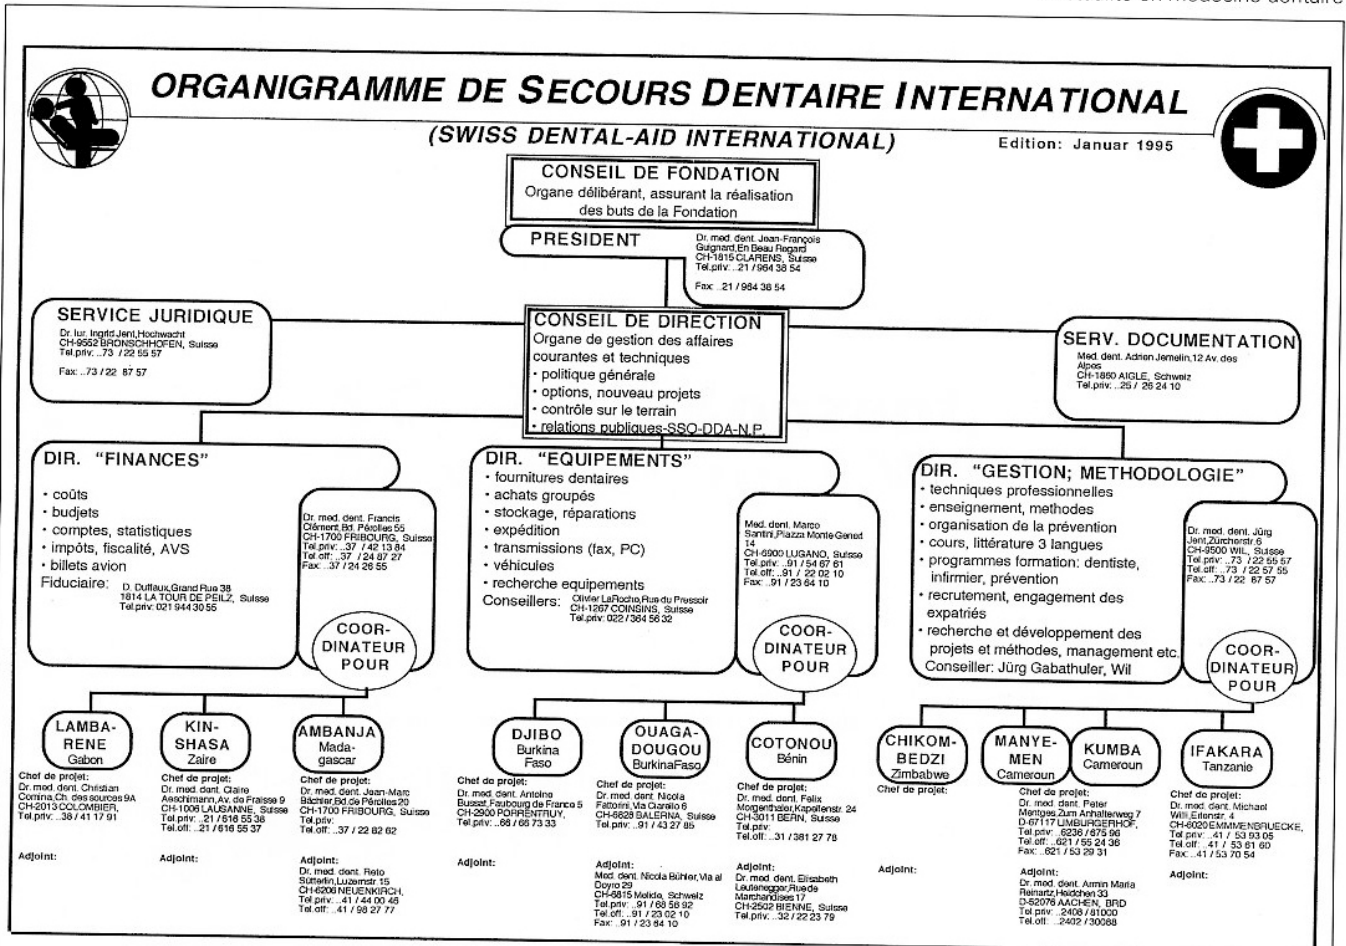 en médecine dentaire
ORGANIGRAMME DE SECOURS DENTAIRE INTERNATIONAL
(SWISS DENTAL-AID INTERNATIONAL)
Edition: Januar 1995
CONSEIL DE FONDATION
Organe délibérant, assurant la réalisation
des buts de la Fondation
PRESIDENT
Dr. med. dent. Jean-François
Guignard,En Beau Regard
CH-1815 CLARENS, Suisse
Tel.priv: ..21 / 964 38 54
Fax: ..21 / 964 38 54
SERVICE JURIDIQUE
Dr. iur. Ingrid Jent,Hochwacht
CH-9552 BRONSCHHOFEN, Suisse
Tel.priv: ..73 / 22 55 57
Fax: ..73 / 22 87 57
CONSEIL DE DIRECTION
Organe de gestion des affaires
courantes et techniques
• politique générale
• options, nouveau projets
• contrôle sur le terrain
• relations publiques-SSO-DDA-N.P.
SERV. DOCUMENTATION
Med. dent. Adrien Jemelin,12 Av. des
Alpes
CH-1860 AIGLE, Schweiz
Tel.priv: ..25 / 26 24 10
DIR. "FINANCES"
• coûts
• budjets
• comptes, statistiques
• impôts, fiscalité, AVS
• billets avion
Fiduciaire:
D. Duffaux,Grand Rue 38
1814 LA TOUR DE PEILZ, Suisse
Tel.priv: 021 944 30 55
Dr. med. dent. Francis
Clément,Bd. Pérolles 55
CH-1700 FRIBOURG, Suisse
Tel.priv: ..37 / 42 13 84
Tel.off: ..37 / 24 87 27
Fax: ..37 / 24 26 55
COOR-
DINATEUR
POUR
DIR. "EQUIPEMENTS"
• fournitures dentaires
• achats groupés
• stockage, réparations
• expédition
• transmissions (fax, PC)
• véhicules
• recherche equipements
Conseillers:
Olivier LaRocho,Rue du Pressoir
CH-1267 COINSINS, Suisse
Tel.priv: 022 / 364 56 32
Med. dent. Marco
Santini,Piazza Monte Ceneri
14
CH-6900 LUGANO, Suisse
Tel.priv: ..91 / 54 67 61
Tel.off: ..91 / 22 02 10
Fax: ..91 / 23 64 10
COOR-
DINATEUR
POUR
DIR. "GESTION; METHODOLOGIE"
• techniques professionnelles
• enseignement, methodes
• organisation de la prévention
• cours, littérature 3 langues
• programmes formation: dentiste,
infirmier, prévention
• recrutement, engagement des
expatriés
• recherche et développement des
projets et méthodes, management etc.
Conseiller: Jürg Gabathuler, Wil
Dr. med. dent. Jürg
Jent,Zürcherstr. 6
CH-9500 WIL, Suisse
Tel.priv: ..73 / 22 55 57
Tel.off: ..73 / 22 57 55
Fax: ..73 / 22 87 57
COOR-
DINATEUR
POUR
LAMBA-
RENE
Gabon
Chef de projet:
Dr. med. dent. Christian
Comina,Ch. des sources 9A
CH-2013 COLOMBIER,
Tel.priv: ..38 / 41 17 91
Adjoint:
KIN-
SHASA
Zaire
Chef de projet:
Dr. med. dent. Claire
Aeschimann,Av. de Fraisse 9
CH-1006 LAUSANNE, Suisse
Tel.priv: ..21 / 616 55 38
Tel.off: ..21 / 616 55 37
Adjoint:
AMBANJA
Mada-
gascar
Chef de projet:
Dr. med. dent. Jean-Marc
Bächler,Bd.de Pérolles 20
CH-1700 FRIBOURG, Suisse
Tel.priv:
Tel.off: ..37 / 22 82 62
Adjoint:
Dr. med. dent. Reto
Sütterlin,Luzernstr. 15
CH-6206 NEUENKIRCH,
Tel.priv: ..41 / 44 00 46
Tel.off: ..41 / 98 27 77
DJIBO
Burkina
Faso
Chef de projet:
Dr. med. dent. Antoine
Bussat,Faubourg de France 5
CH-2900 PORRENTRUY,
Tel.priv: ..66 / 66 73 33
Adjoint:
OUAGA-
DOUGOU
BurkinaFaso
Chef de projet:
Dr. med. dent. Nicola
Fattorini,Via Ciarello 6
CH-6828 BALERNA, Suisse
Tel.priv: ..91 / 43 27 85
Adjoint:
Med. dent. Nicola Bühler,Via al
Doyro 29
CH-6815 Melide, Schweiz
Tel.priv: ..91 / 68 56 92
Tel.off: ..91 / 23 02 10
Fax: ..91 / 23 64 10
COTONOU
Bénin
Chef de projet:
Dr. med. dent. Felix
Morgenthaler,Kapellenstr. 24
CH-3011 BERN, Suisse
Tel.priv:
Tel.off: ..31 / 381 27 78
Adjoint:
Dr. med. dent. Elisabeth
Leutenegger,Rue de
Marchandises 17
CH-2502 BIENNE, Suisse
Tel.priv: ..32 / 22 23 79
CHIKOM-
BEDZI
Zimbabwe
Chef de projet:
Adjoint:
MANYE-
MEN
Cameroun
KUMBA
Cameroun
Chef de projet:
Dr. med. dent. Peter
Mentges,Zum Anhalterweg 7
D-67117 LIMBURGERHOF,
Tel.priv: ..6236 / 675 96
Tel.off: ..621 / 55 24 36
Fax: ..621 / 53 29 31
Adjoint:
Dr. med. dent. Armin Maria
Reinartz,Heidchen 33
D-52076 AACHEN, BRD
Tel.priv: ..2408 / 81000
Tel.off: ..2402 / 30088
IFAKARA
Tanzanie
Chef de projet:
Dr. med. dent. Michael
Willi,Erlenstr. 4
CH-6020 EMMMENBRUECKE,
Tel.priv: ..41 / 53 93 05
Tel.off: ..41 / 53 61 60
Fax: ..41 / 53 70 54
Adjoint: